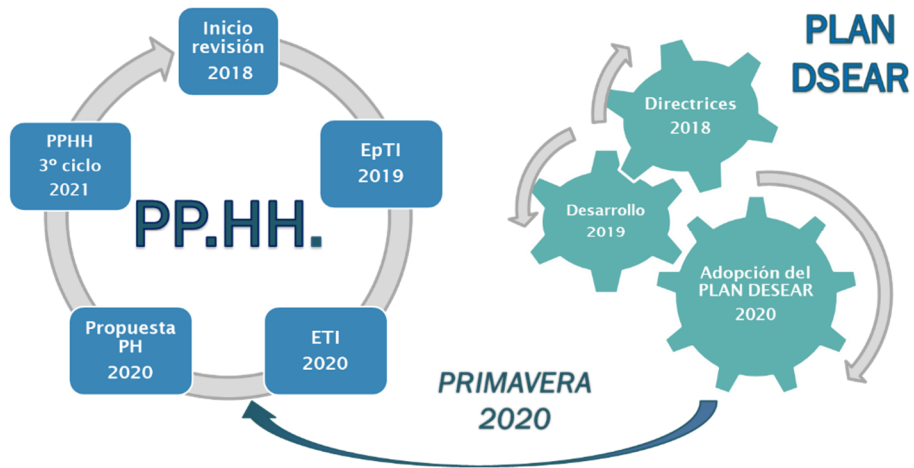 Inicio
revisión
2018
EpTI
2019
ETI
2020
Propuesta
PH
2020
PPHH
3º ciclo
2021
PP.HH.
PLAN
DSEAR
Directrices
2018
Desarrollo
2019
Adopción del
PLAN DESEAR
2020
PRIMAVERA
2020